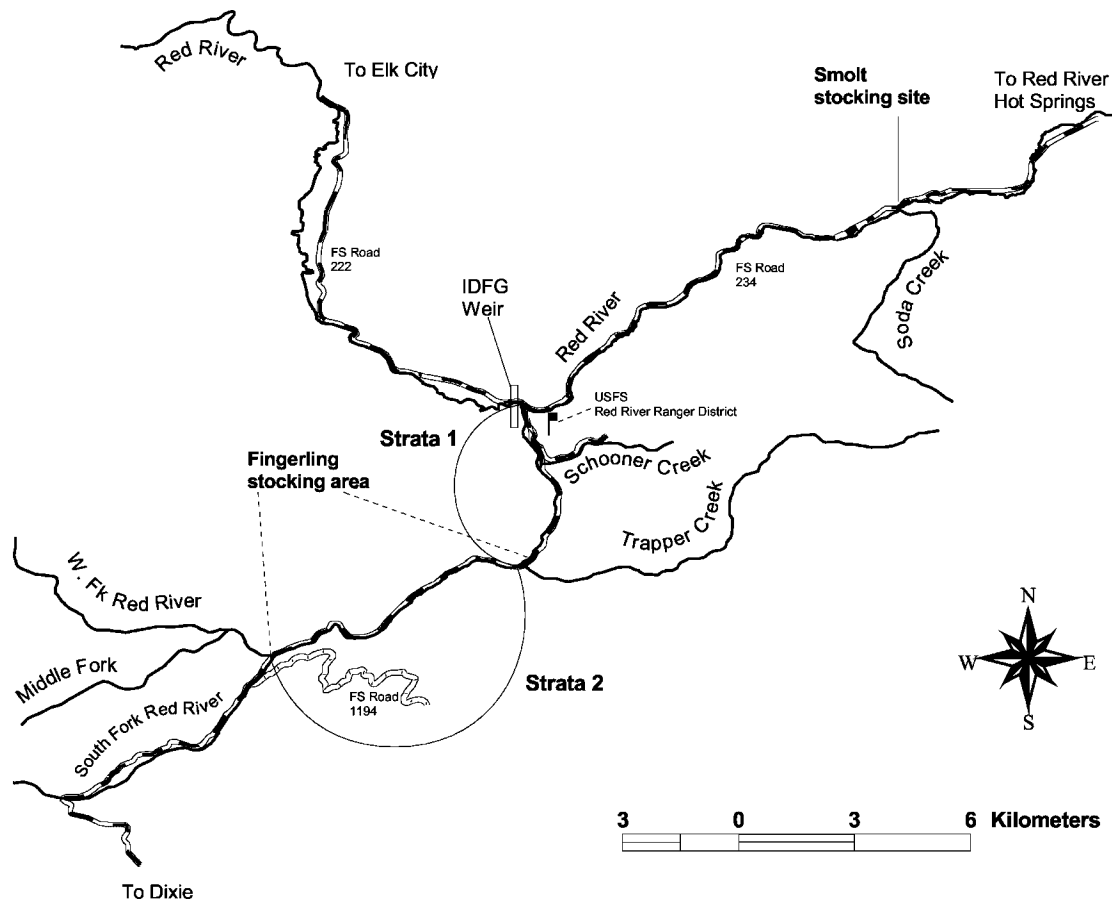 Red River
To Elk City
Smolt
stocking site
To Red River
Hot Springs
FS Road
222
IDFG
Weir
Red River
FS Road
234
Soda Creek
USFS
Red River Ranger District
Strata 1
Schooner Creek
Fingerling
stocking area
Trapper Creek
W. Fk Red River
Middle Fork
South Fork Red River
FS Road
1194
Strata 2
N
W
E
S
3 0 3 6 Kilometers
To Dixie